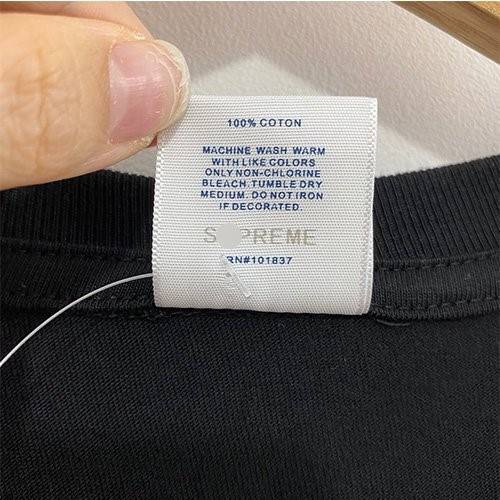 100% COTON
MACHINE WASH WARM
WITH LIKE COLORS
ONLY NON-CHLORINE
BLEACH. TUMBLE DRY
MEDIUM. DO NOT IRON
IF DECORATED.
RN#101837